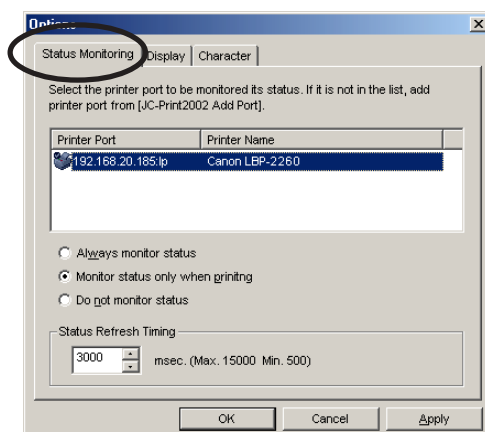 Options
Status Monitoring Display Character
Select the printer port to be monitored its status. If it is not in the list, add
printer port from [JC-Print2002 Add Port].
Printer Port Printer Name
192.168.20.185:lp Canon LBP-2260
Always monitor status
Monitor status only when prinitng
Do not monitor status
Status Refresh Timing
3000 msec. (Max. 15000 Min. 500)
OK Cancel Apply